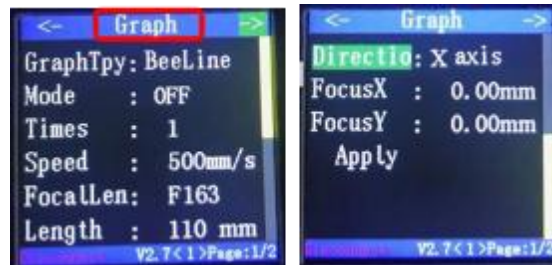 <- Graph ->
GraphTpy: BeeLine
Mode : OFF
Times : 1
Speed : 500mm/s
FocalLen: F163
Length : 110 mm
V2.7<1>Page:1/2
<- Graph ->
Directio: X axis
FocusX : 0.00mm
FocusY : 0.00mm
Apply
V2.7<1>Page:1/2